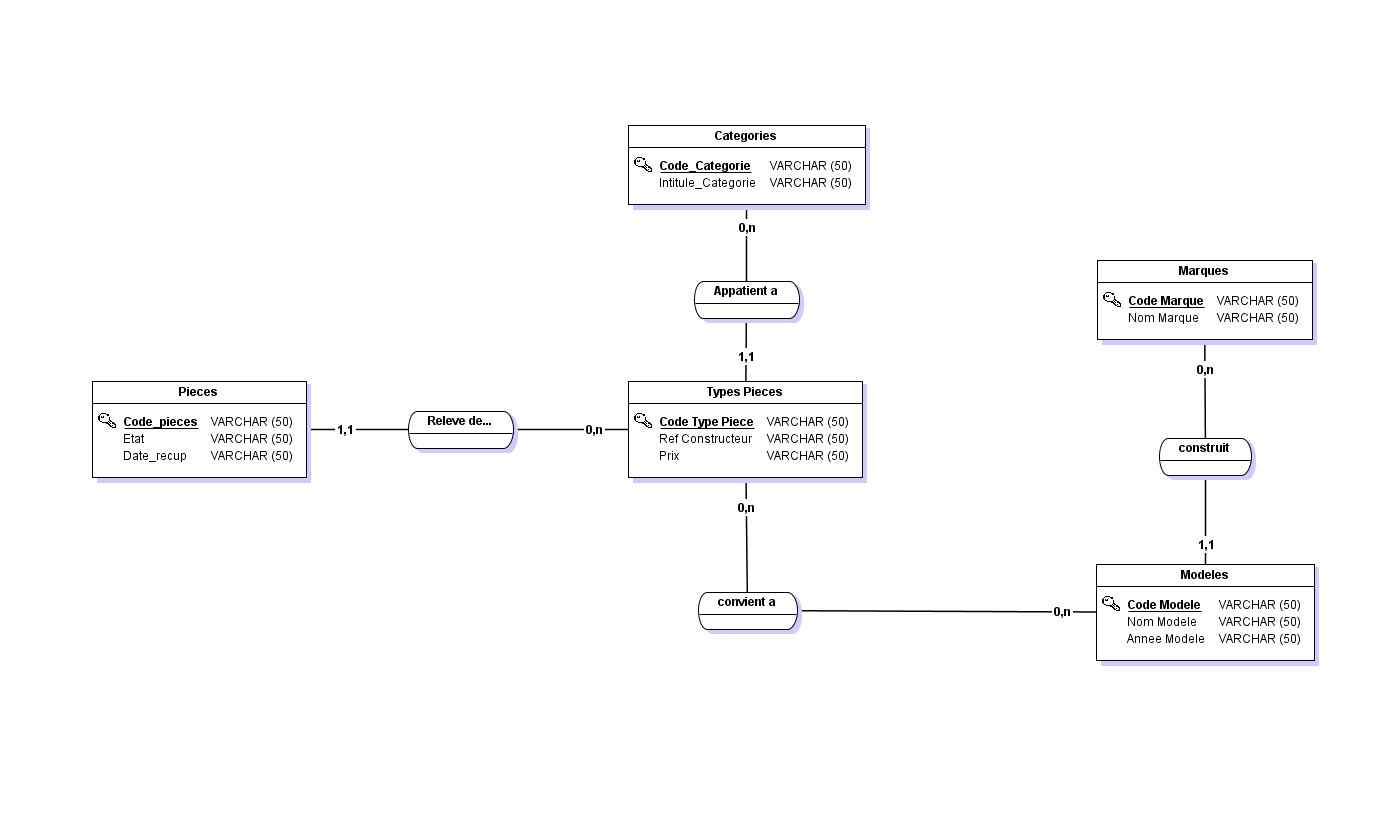 Categories
Code_Categorie VARCHAR (50)
Intitule_Categorie VARCHAR (50)
0,n
Appatient a
1,1
Marques
Code Marque VARCHAR (50)
Nom Marque VARCHAR (50)
0,n
construit
1,1
Pieces
Code_pieces VARCHAR (50)
Etat VARCHAR (50)
Date_recup VARCHAR (50)
1,1
Releve de...
0,n
Types Pieces
Code Type Piece VARCHAR (50)
Ref Constructeur VARCHAR (50)
Prix VARCHAR (50)
0,n
convient a
0,n
Modeles
Code Modele VARCHAR (50)
Nom Modele VARCHAR (50)
Annee Modele VARCHAR (50)